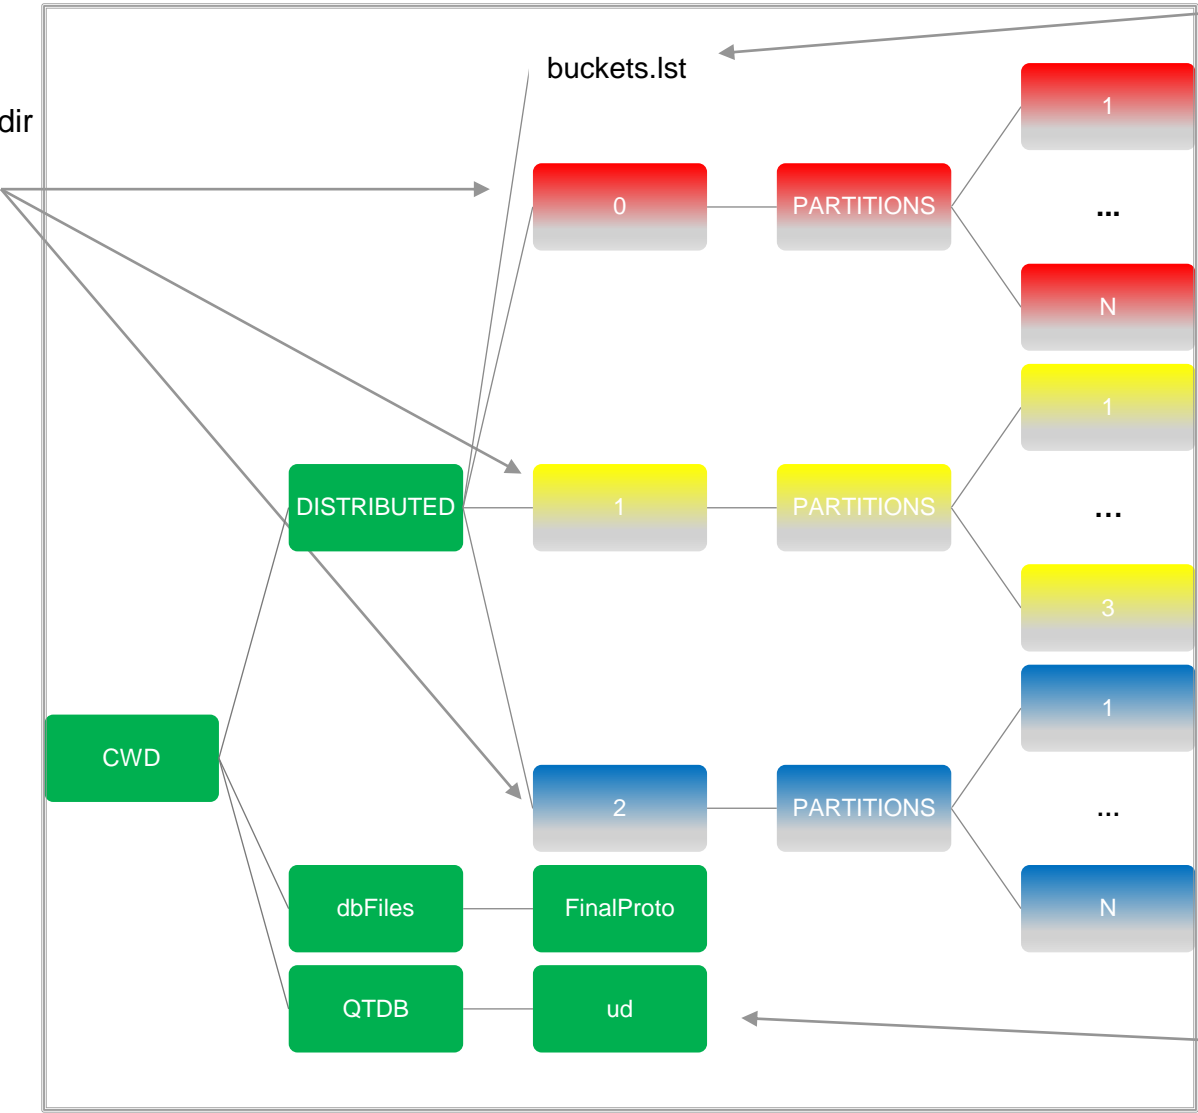 buckets.lst
dir
1
0
PARTITIONS
...
N
1
DISTRIBUTED
1
PARTITIONS
...
3
1
CWD
2
PARTITIONS
...
dbFiles
FinalProto
N
QTDB
ud